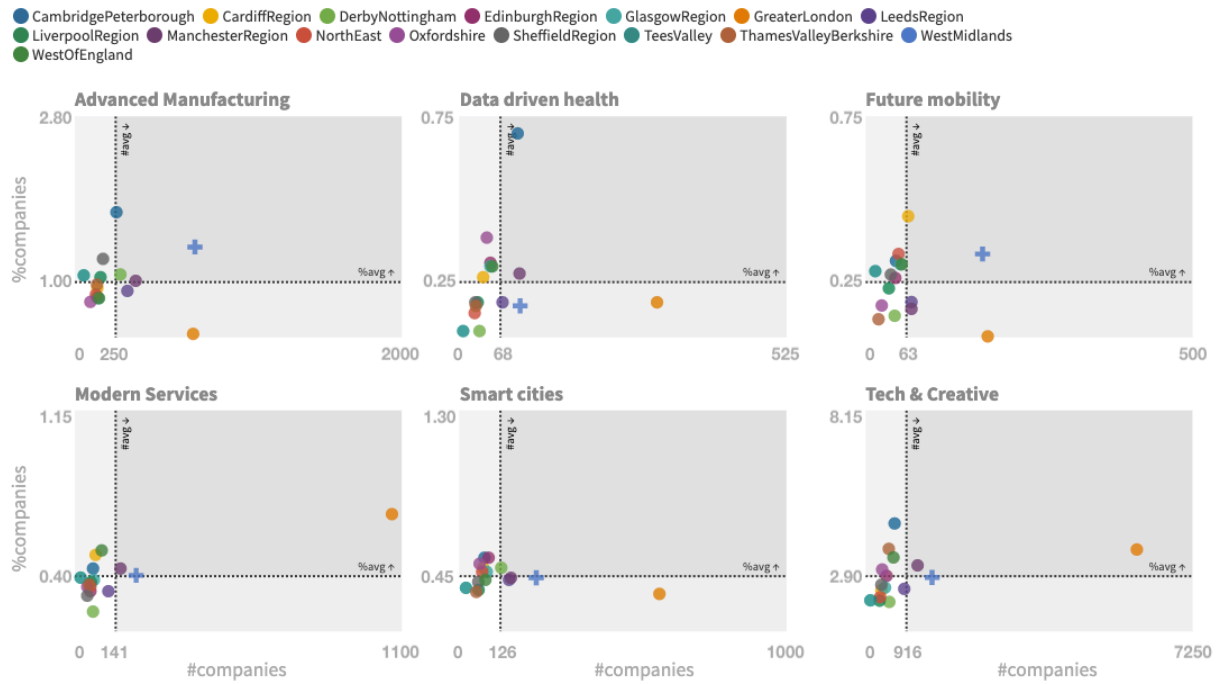 CambridgePeterborough CardiffRegion DerbyNottingham EdinburghRegion GlasgowRegion GreaterLondon LeedsRegion
LiverpoolRegion ManchesterRegion NorthEast Oxfordshire SheffieldRegion TeesValley ThamesValleyBerkshire WestMidlands
WestOfEngland
Advanced Manufacturing Data driven health Future mobility
2.80 0.75 0.75
#avg→ #avg→ #avg→
%companies
%avg↑ %avg↑ %avg↑
1.00 0.25 0.25
0 250 2000 0 68 525 0 63 500
Modern Services Smart cities Tech & Creative
1.15 1.30 8.15
#avg→ #avg→ #avg→
%companies
%avg↑ %avg↑ %avg↑
0.40 0.45 2.90
0 141 1100 0 126 1000 0 916 7250
#companies #companies #companies